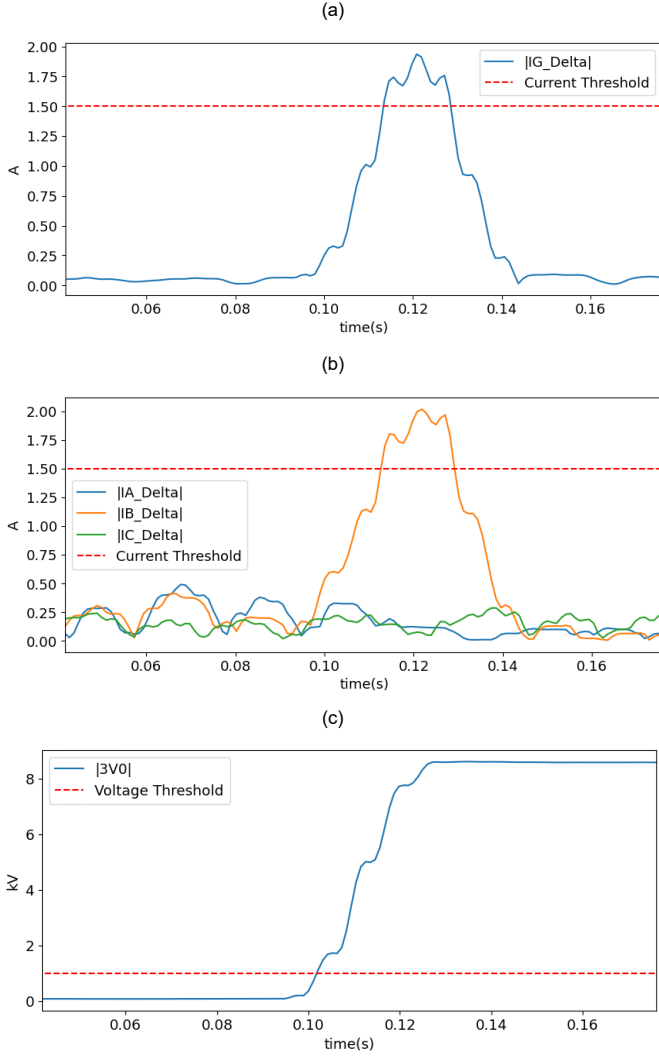 (a)
2.00
1.75
1.50
1.25
1.00
0.75
0.50
0.25
0.00
A
|IG_Delta|
Current Threshold
0.06 0.08 0.10 0.12 0.14 0.16
time(s)
(b)
2.00
1.75
1.50
1.25
1.00
0.75
0.50
0.25
0.00
A
|IA_Delta|
|IB_Delta|
|IC_Delta|
Current Threshold
0.06 0.08 0.10 0.12 0.14 0.16
time(s)
(c)
8
6
4
2
0
kV
|3V0|
Voltage Threshold
0.06 0.08 0.10 0.12 0.14 0.16
time(s)